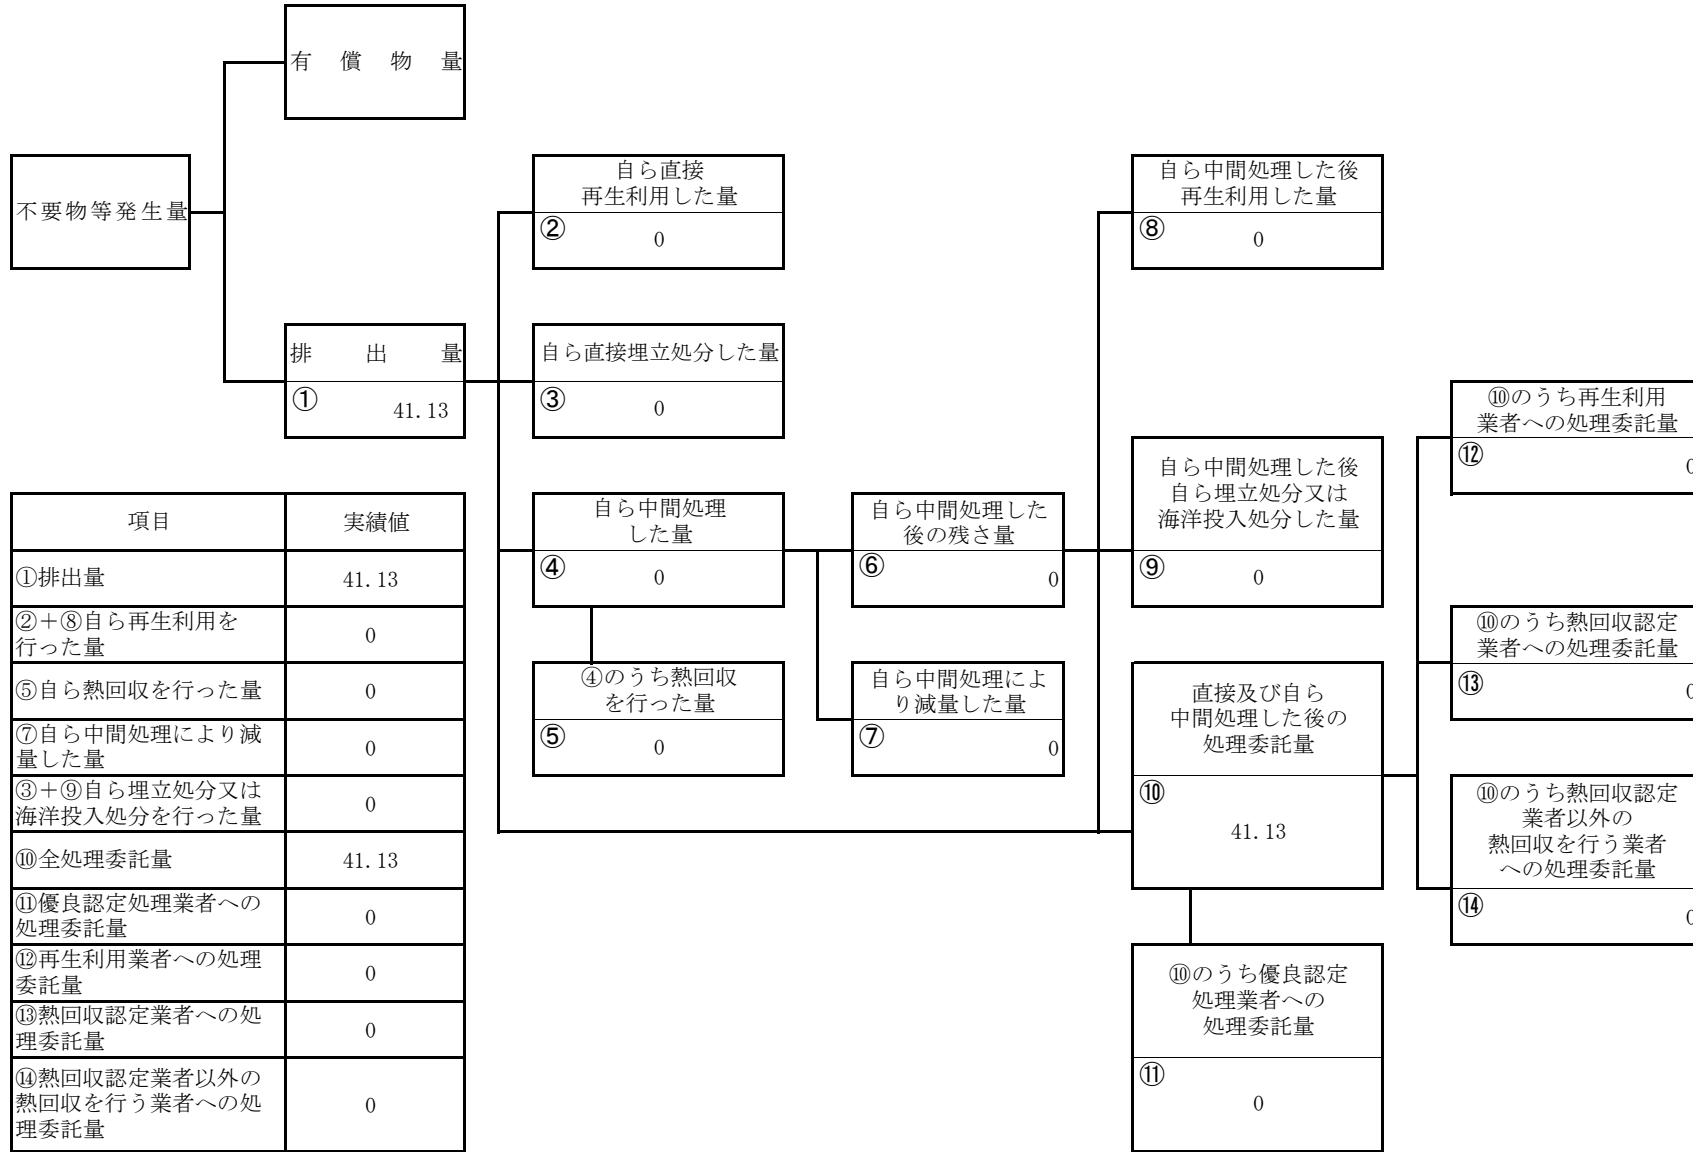 有償物量
不要物等発生量
自ら直接
再生利用した量
②
0
自ら中間処理した後
再生利用した量
⑧
0
排出量
①
41.13
自ら直接埋立処分した量
③
0
⑩のうち再生利用
業者への処理委託量
⑫
0
自ら中間処理した後
自ら埋立処分又は
海洋投入処分した量
⑨
0
自ら中間処理
した量
④
0
自ら中間処理した
後の残さ量
⑥
0
⑩のうち熱回収認定
業者への処理委託量
⑬
0
④のうち熱回収
を行った量
⑤
0
自ら中間処理によ
り減量した量
⑦
0
直接及び自ら
中間処理した後の
処理委託量
⑩
41.13
⑩のうち熱回収認定
業者以外の
熱回収を行う業者
への処理委託量
⑭
0
⑩のうち優良認定
処理業者への
処理委託量
⑪
0
項目 実績値
①排出量 41.13
②+⑧自ら再生利用を
行った量
0
⑤自ら熱回収を行った量 0
⑦自ら中間処理により減
量した量
0
③+⑨自ら埋立処分又は
海洋投入処分を行った量
0
⑩全処理委託量 41.13
⑪優良認定処理業者への
処理委託量
0
⑫再生利用業者への処理
委託量
0
⑬熱回収認定業者への処
理委託量
0
⑭熱回収認定業者以外の
熱回収を行う業者への処
理委託量
0